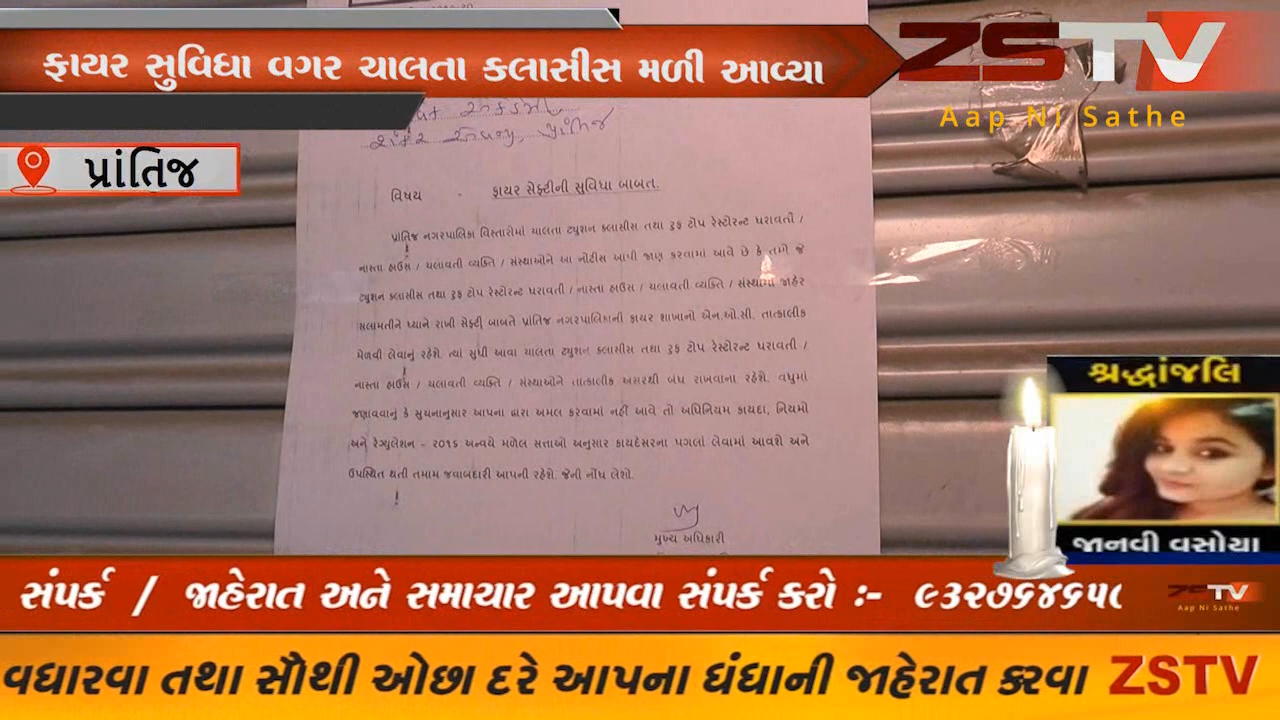 ફાયર સુવિધા વગર ચાલતા કલાસીસ મળી આવ્યા
ZSTV
Aap Ni Sathe
પ્રાંતિજ
પ્રાંતિજ
વિષય - ફાયર સેફ્ટીની સુવિધા બાબત.
પ્રાંતિજ નગરપાલિકા વિસ્તારોમાં ચાલતા ટ્યુશન ક્લાસીસ તથા રૂફ ટોપ રેસ્ટોરન્ટ ધરાવતી /
નાસ્તા હાઉસ / ચલાવતી વ્યક્તિ / સંસ્થાઓને આ નોટીસ આપી જાણ કરવામાં આવે છે કે તમો જે
ટ્યુશન ક્લાસીસ તથા રૂફ ટોપ રેસ્ટોરન્ટ ધરાવતી / નાસ્તા હાઉસ / ચલાવતી વ્યક્તિ / સંસ્થામાં જાહેર
સલામતીને ધ્યાને રાખી સેફ્ટી બાબતે પ્રાંતિજ નગરપાલિકાની ફાયર શાખાનો એન.ઓ.સી. તાત્કાલીક
મેળવી લેવાનું રહેશે. ત્યાં સુધી આવા ચાલતા ટ્યુશન ક્લાસીસ તથા રૂફ ટોપ રેસ્ટોરન્ટ ધરાવતી /
નાસ્તા હાઉસ / ચલાવતી વ્યક્તિ / સંસ્થાઓને તાત્કાલીક અસરથી બંધ રાખવાના રહેશે. વધુમાં
જણાવવાનું કે સુચનાનુસાર આપના દ્વારા અમલ કરવામાં નહીં આવે તો અધિનિયમ કાયદા, નિયમો
અને રેગ્યુલેશન - ૨૦૧૬ અન્વયે મળેલ સત્તાઓ અનુસાર કાયદેસરના પગલાં લેવામાં આવશે અને
ઉપસ્થિત થતી તમામ જવાબદારી આપની રહેશે. જેની નોંધ લેશો.
મુખ્ય અધિકારી
શ્રદ્ધાંજલિ
જાનવી વસોયા
સંપર્ક / જાહેરાત અને સમાચાર આપવા સંપર્ક કરો :- ૯૩૨૭૬૪૬૫
ZSTV
Aap Ni Sathe
વધારવા તથા સૌથી ઓછા દરે આપના ધંધાની જાહેરાત કરવા ZSTV